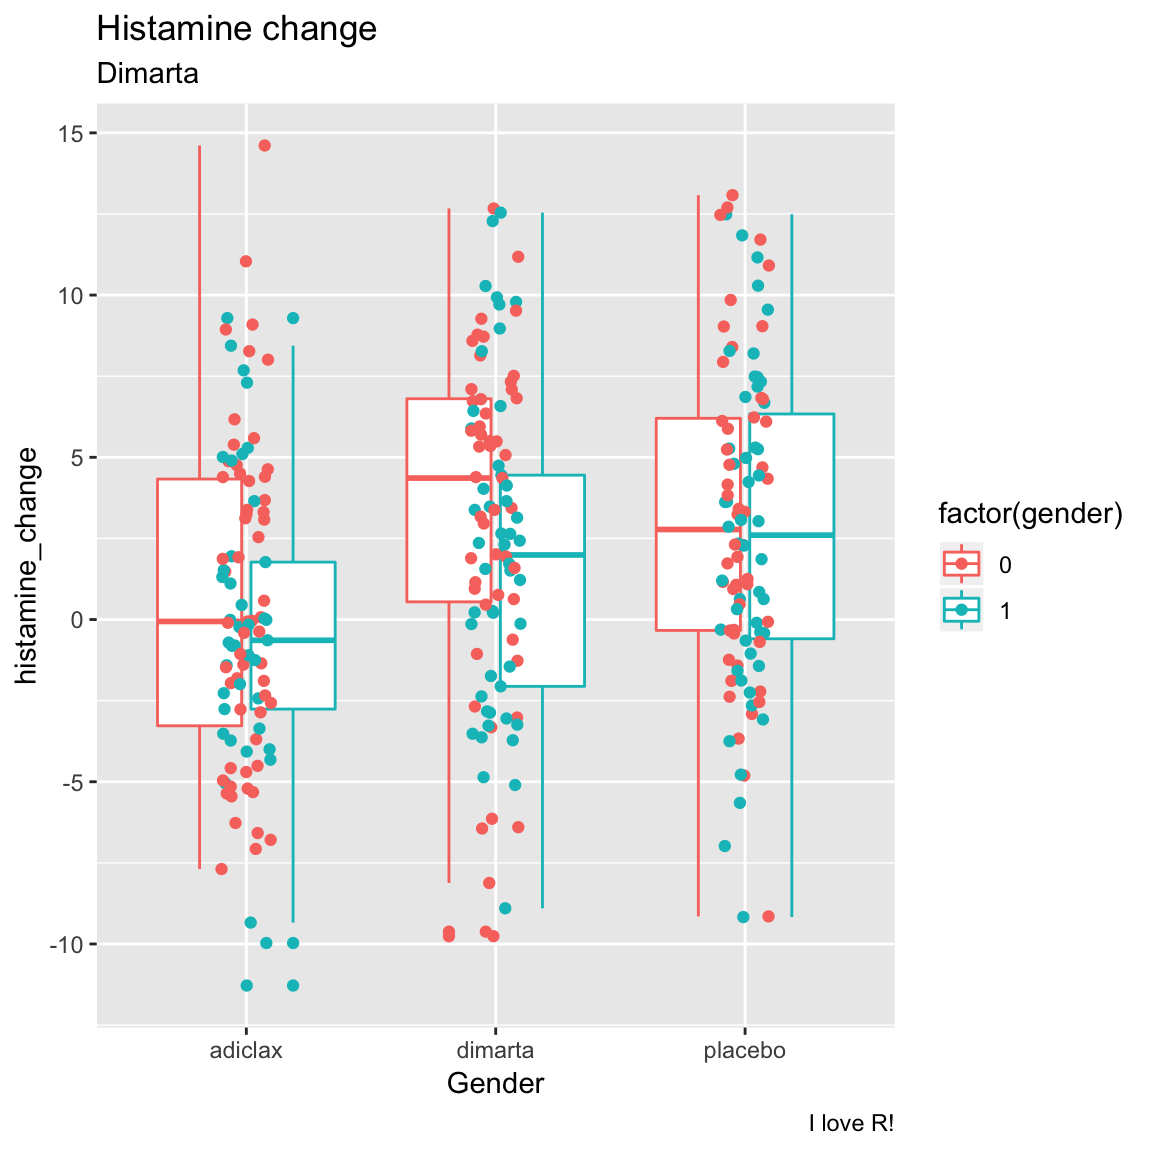 Histamine change
Dimarta
histamine_change
15
10
5
0
-5
-10
adiclax
dimarta
placebo
Gender
factor(gender)
0
1
I love R!